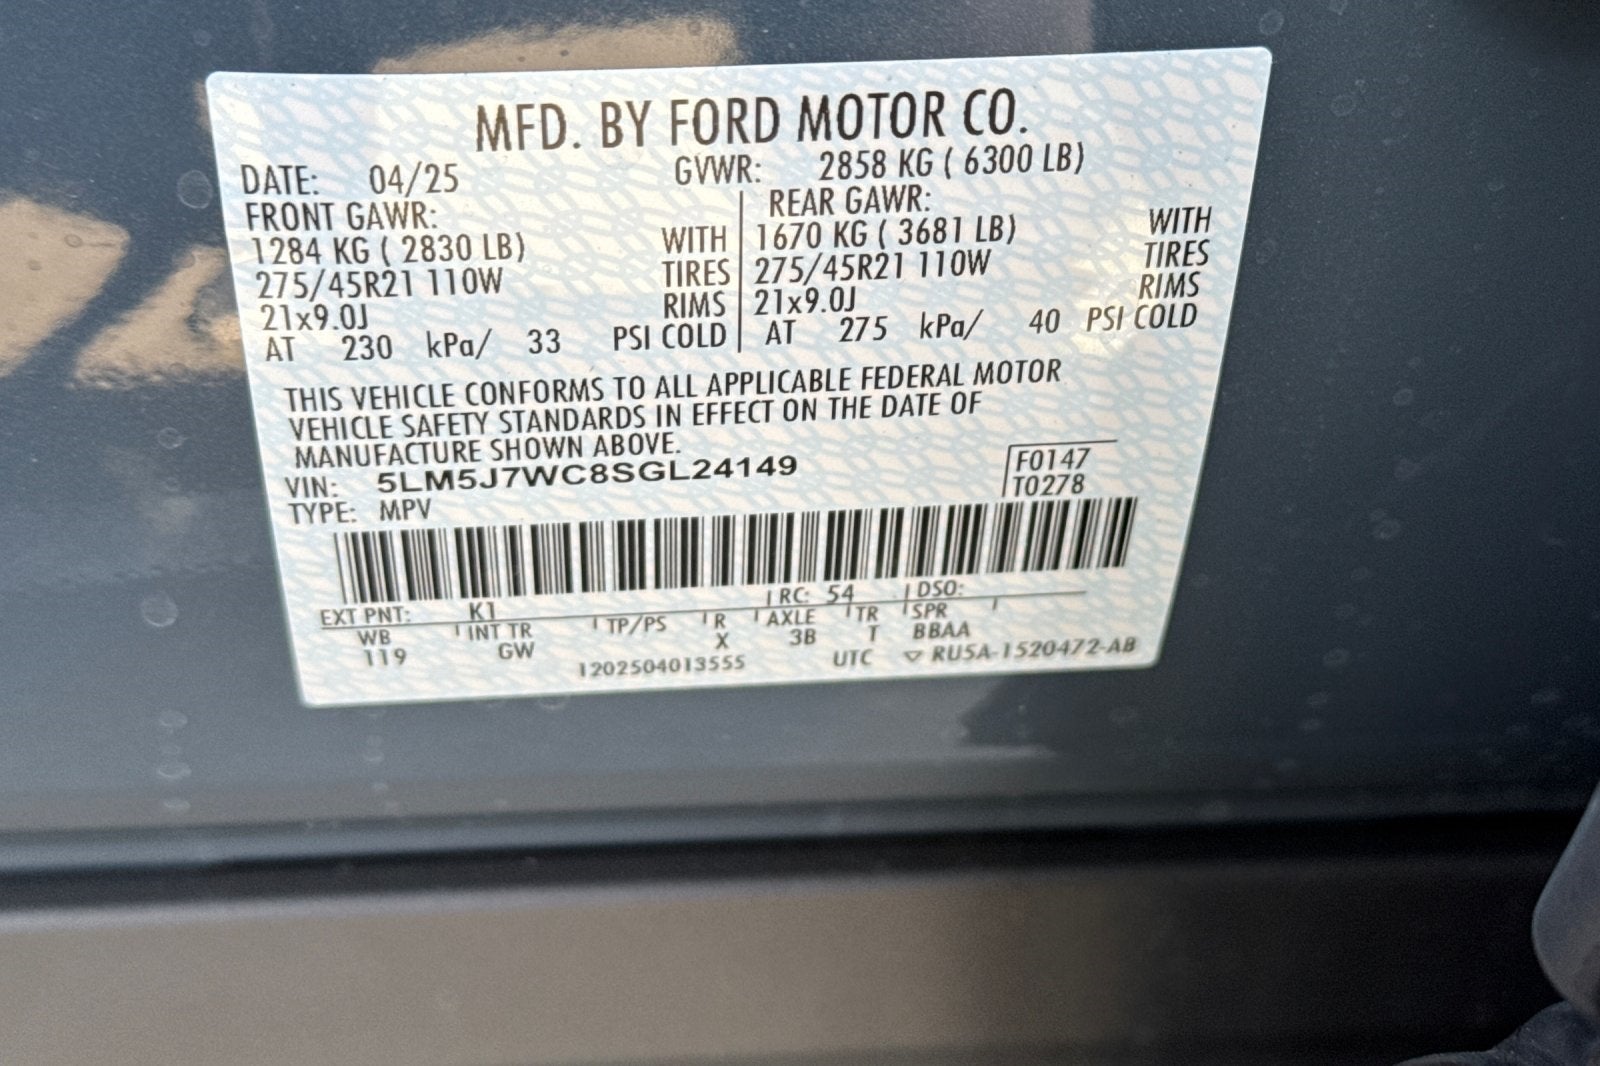 MFD. BY FORD MOTOR CO.
DATE: 04/25 GVWR: 2858 KG ( 6300 LB)
FRONT GAWR: REAR GAWR:
1284 KG ( 2830 LB) WITH 1670 KG ( 3681 LB) WITH
275/45R21 110W TIRES 275/45R21 110W TIRES
21x9.0J RIMS 21x9.0J RIMS
AT 230 kPa/ 33 PSI COLD AT 275 kPa/ 40 PSI COLD
THIS VEHICLE CONFORMS TO ALL APPLICABLE FEDERAL MOTOR
VEHICLE SAFETY STANDARDS IN EFFECT ON THE DATE OF
MANUFACTURE SHOWN ABOVE.
VIN: 5LM5J7WC8SGL24149 F0147
TYPE: MPV T0278
EXT PNT: K1 RC: 54 DSO:
WB INT TR TP/PS R AXLE TR SPR
119 GW X 3B T BBAA
1202504013555 UTC ▽ RU5A-1520472-AB